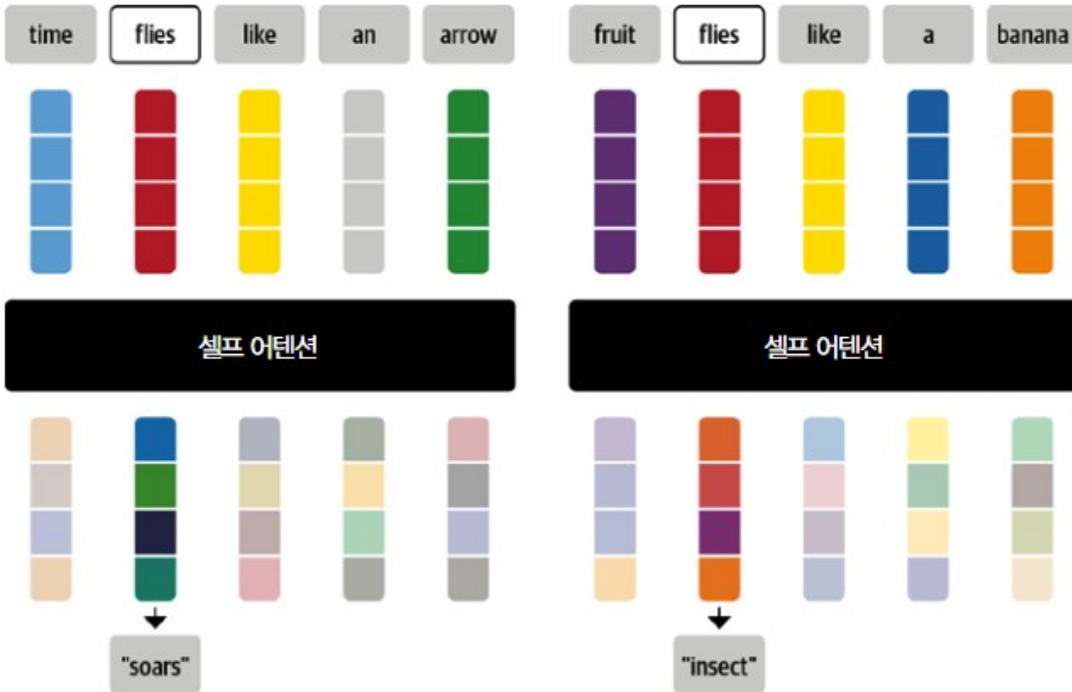 time flies like an arrow
fruit flies like a banana
셀프 어텐션
셀프 어텐션
"soars"
"insect"